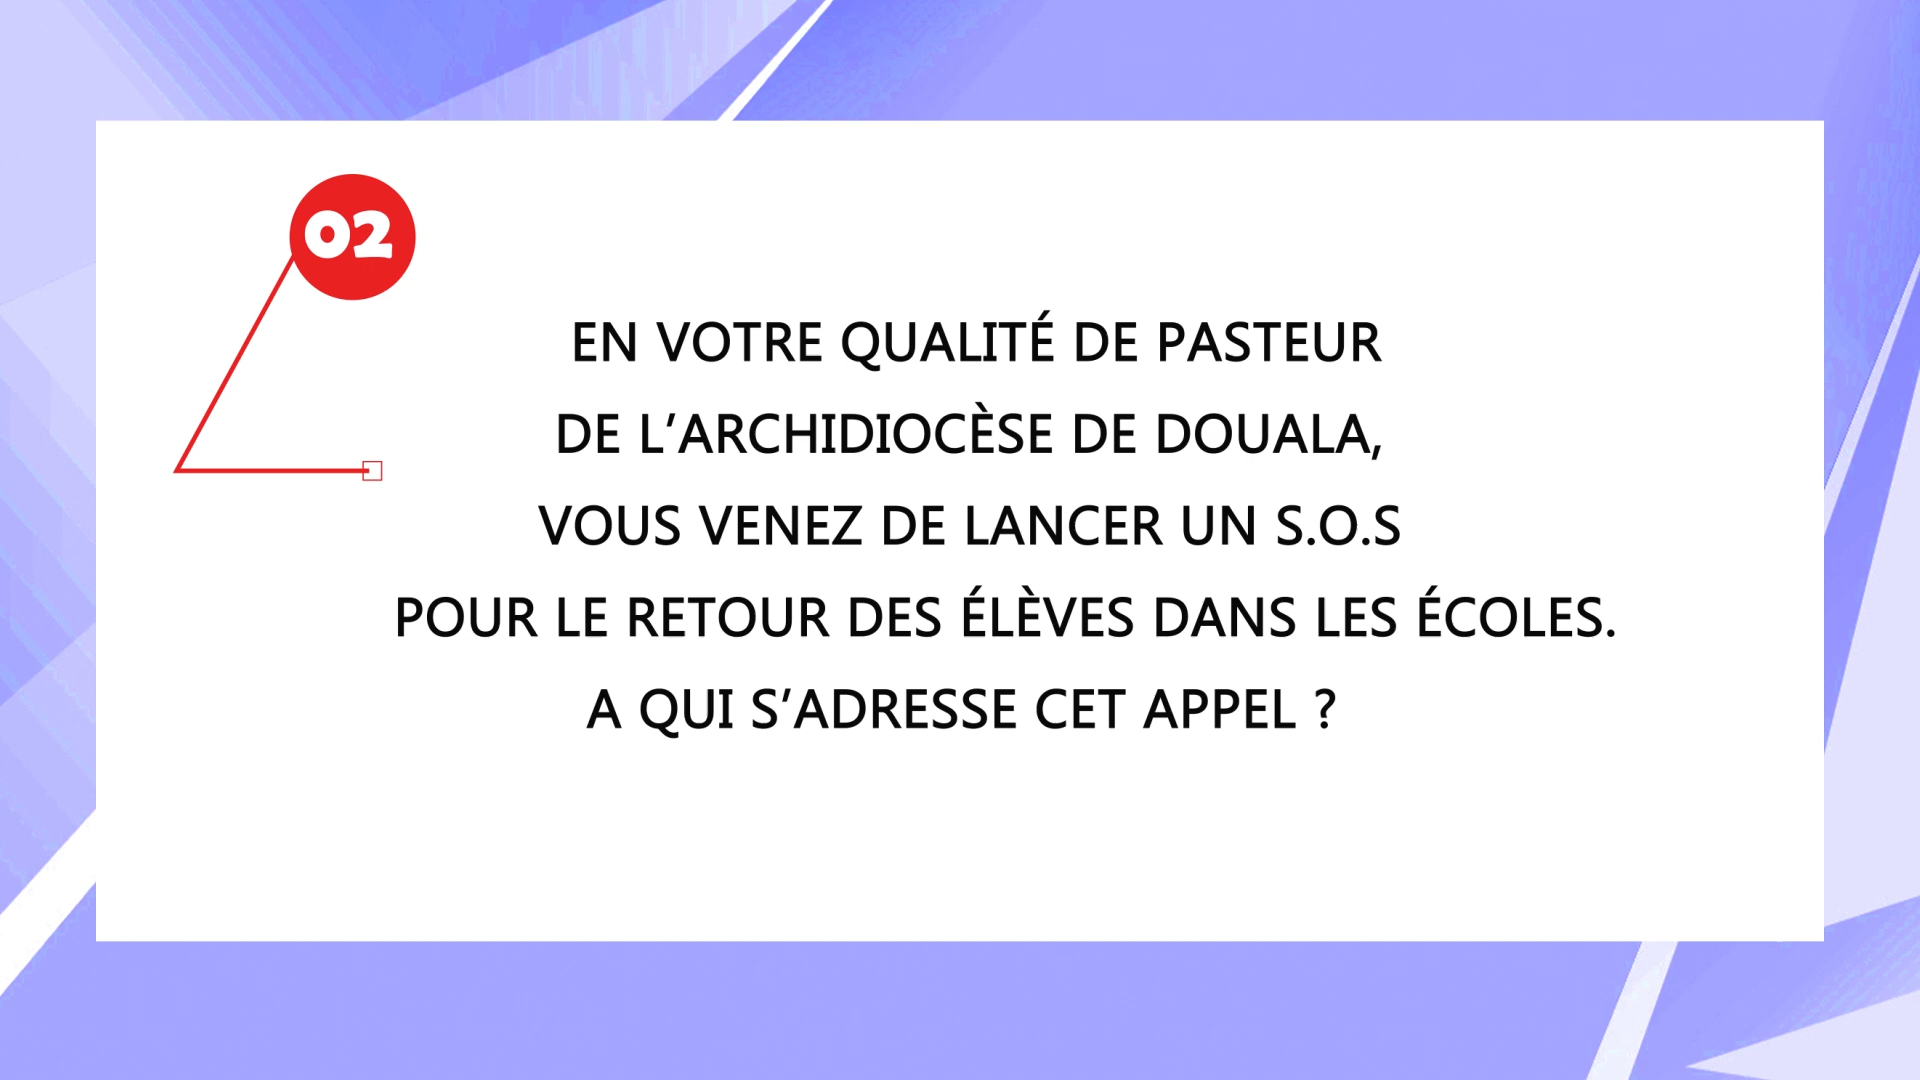 02
EN VOTRE QUALITÉ DE PASTEUR
DE L’ARCHIDIOCÈSE DE DOUALA,
VOUS VENEZ DE LANCER UN S.O.S
POUR LE RETOUR DES ÉLÈVES DANS LES ÉCOLES.
A QUI S’ADRESSE CET APPEL ?